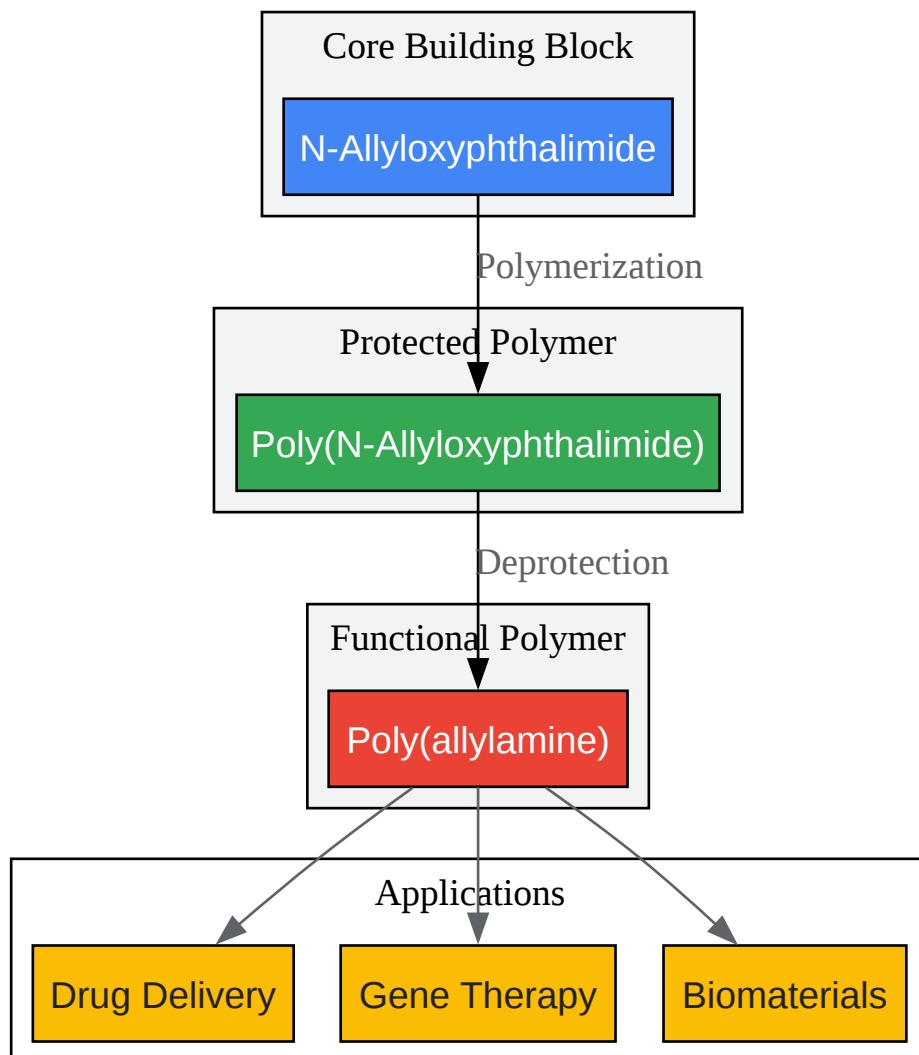 Core Building Block
N-Allyloxyphthalimide
Polymerization
Protected Polymer
Poly(N-Allyloxyphthalimide)
Deprotection
Functional Polymer
Poly(allylamine)
Applications
Drug Delivery
Gene Therapy
Biomaterials